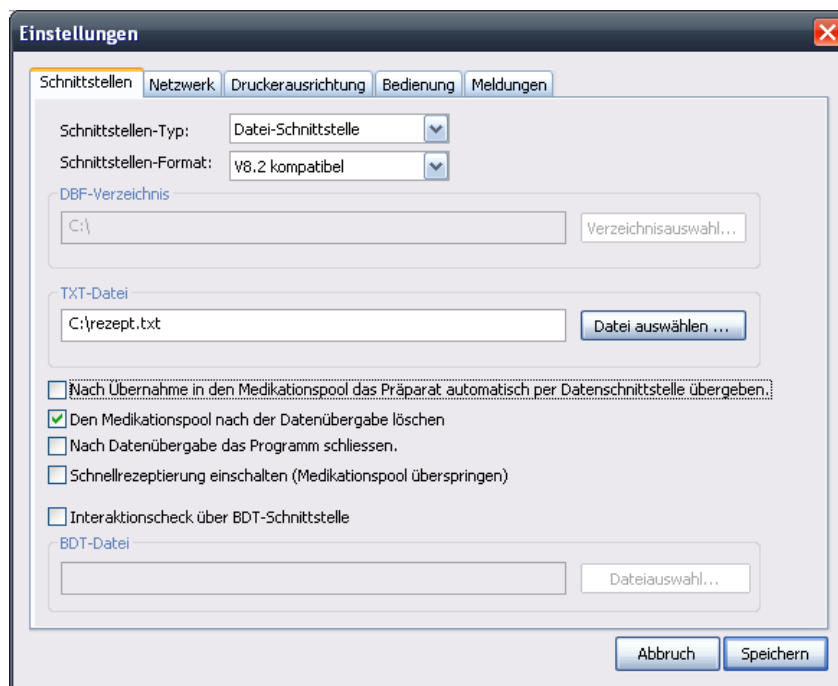 Einstellungen
Schnittstellen Netzwerk Druckerausrichtung Bedienung Meldungen
Schnittstellen-Typ: Datei-Schnittstelle
Schnittstellen-Format: V8.2 kompatibel
DBF-Verzeichnis
C:\ Verzeichnisauswahl...
TXT-Datei
C:\rezept.txt Datei auswählen ...
Nach Übernahme in den Medikationspool das Präparat automatisch per Datenschnittstelle übergeben.
Den Medikationspool nach der Datenübergabe löschen
Nach Datenübergabe das Programm schliessen.
Schnellrezeptierung einschalten (Medikationspool überspringen)
Interaktionscheck über BDT-Schnittstelle
BDT-Datei
Dateiauswahl...
Abbruch Speichern